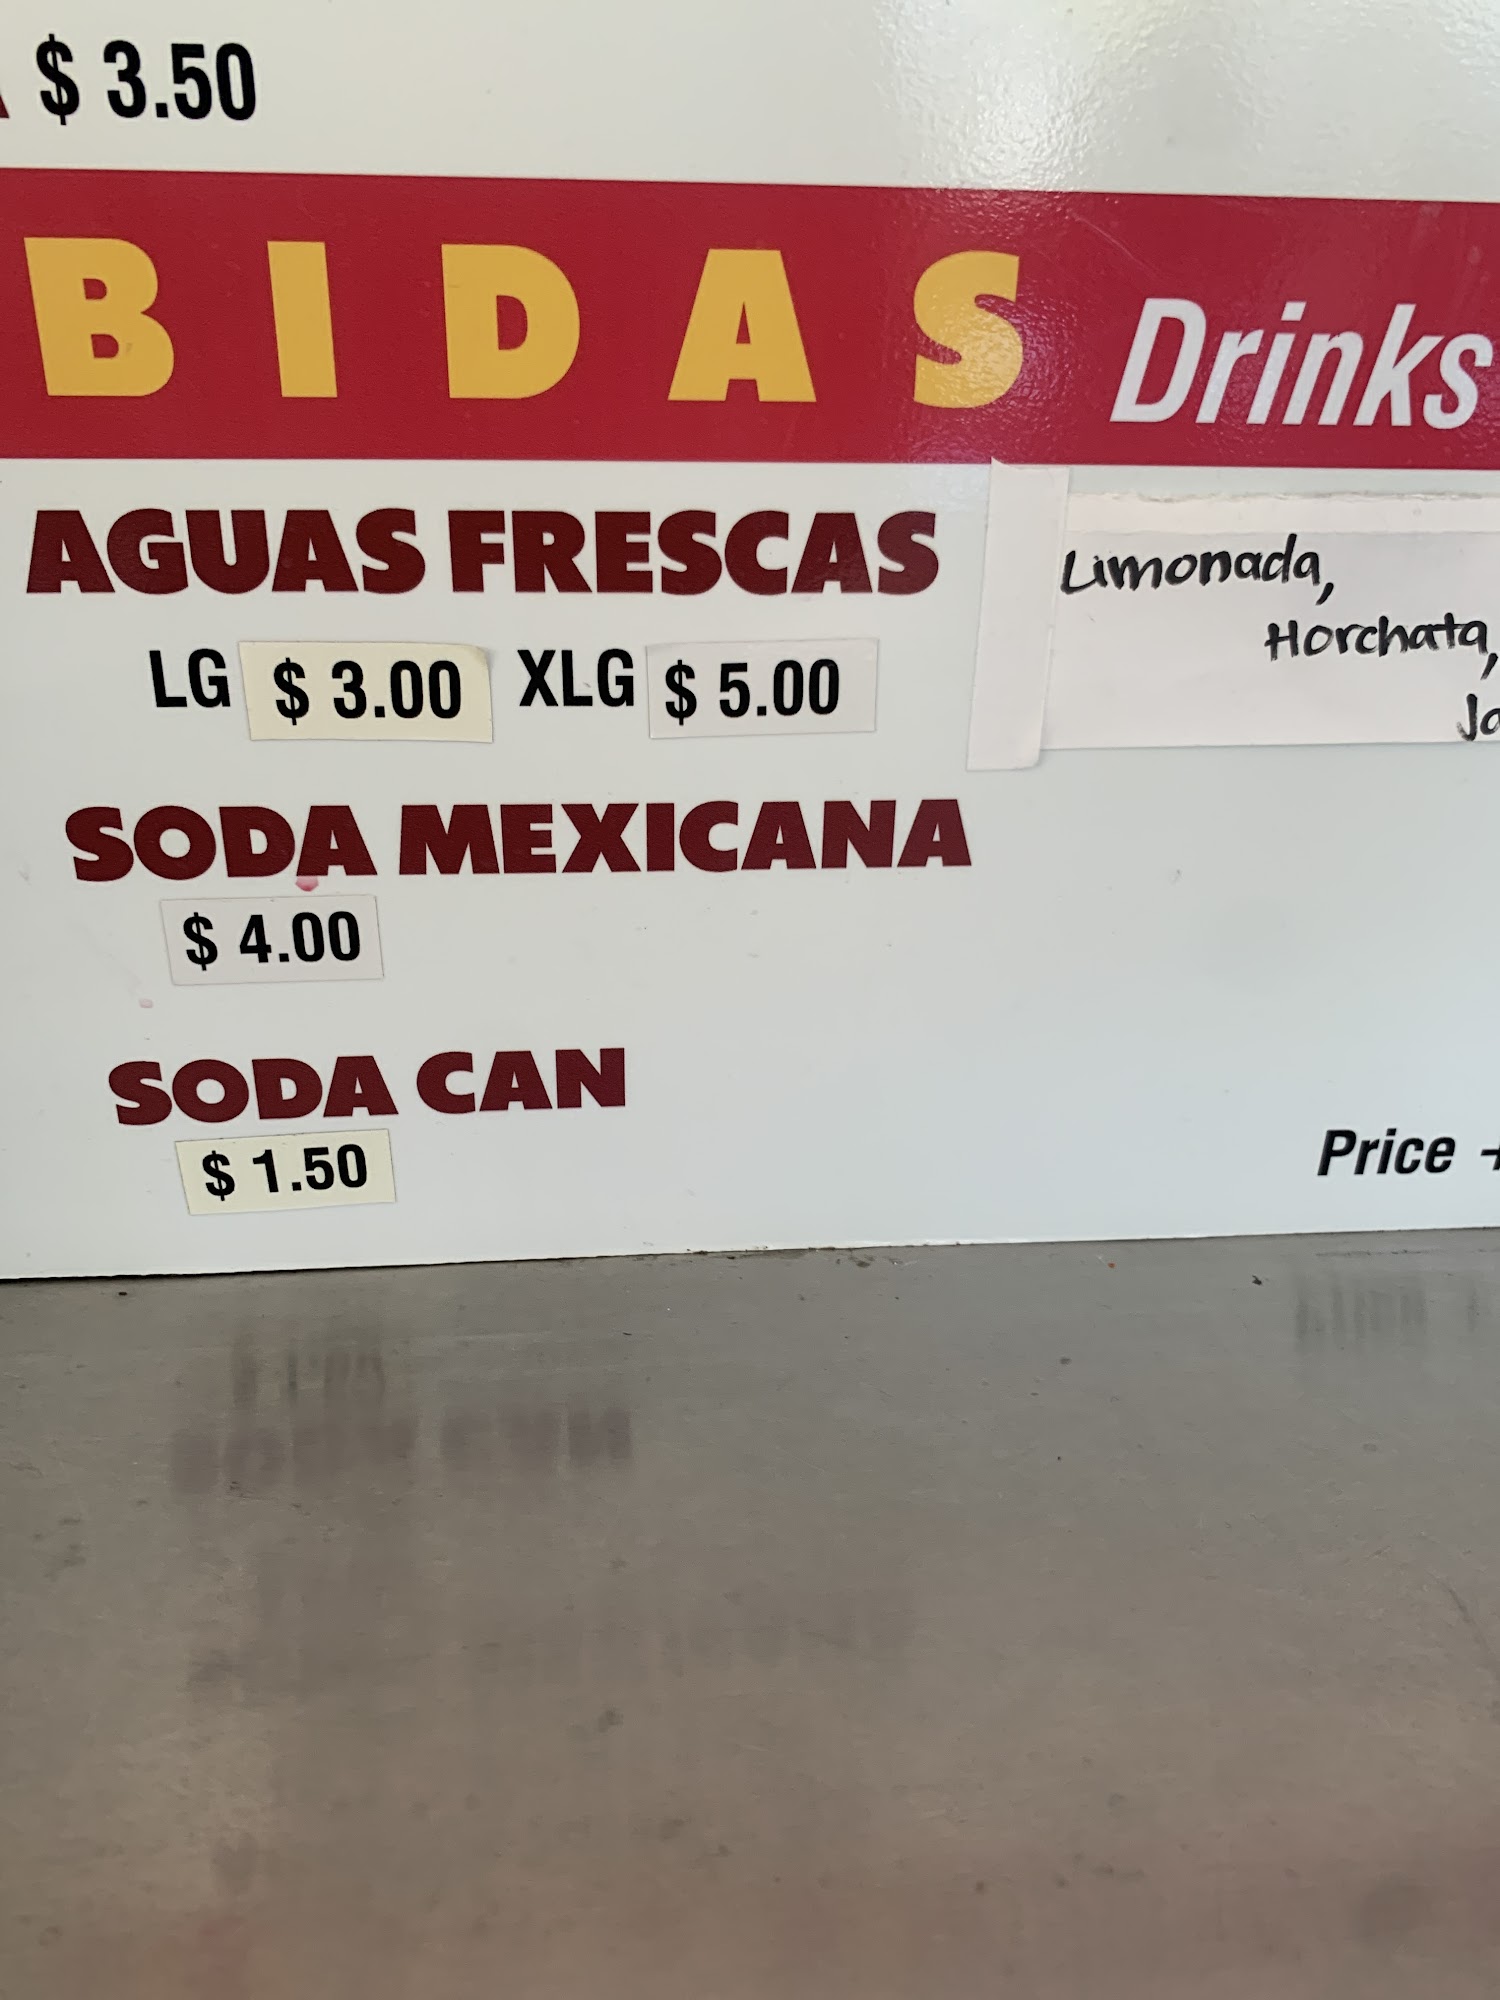 $ 3.50
BIDAS Drinks
AGUAS FRESCAS
Limonada,
Horchata,
LG $ 3.00 XLG $ 5.00
SODA MEXICANA
$ 4.00
SODA CAN
$ 1.50
Price +